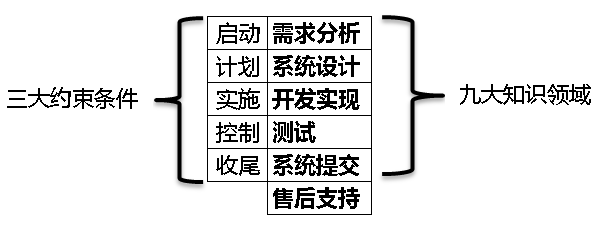 三大约束条件
启动 需求分析
计划 系统设计
实施 开发实现
控制 测试
收尾 系统提交
售后支持
九大知识领域